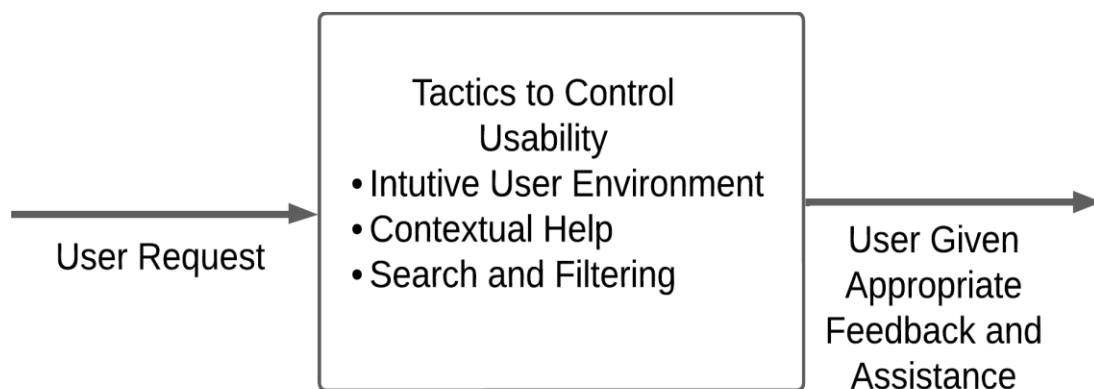 Tactics to Control
Usability
• Intutive User Environment
• Contextual Help
• Search and Filtering
User Request
User Given
Appropriate
Feedback and
Assistance